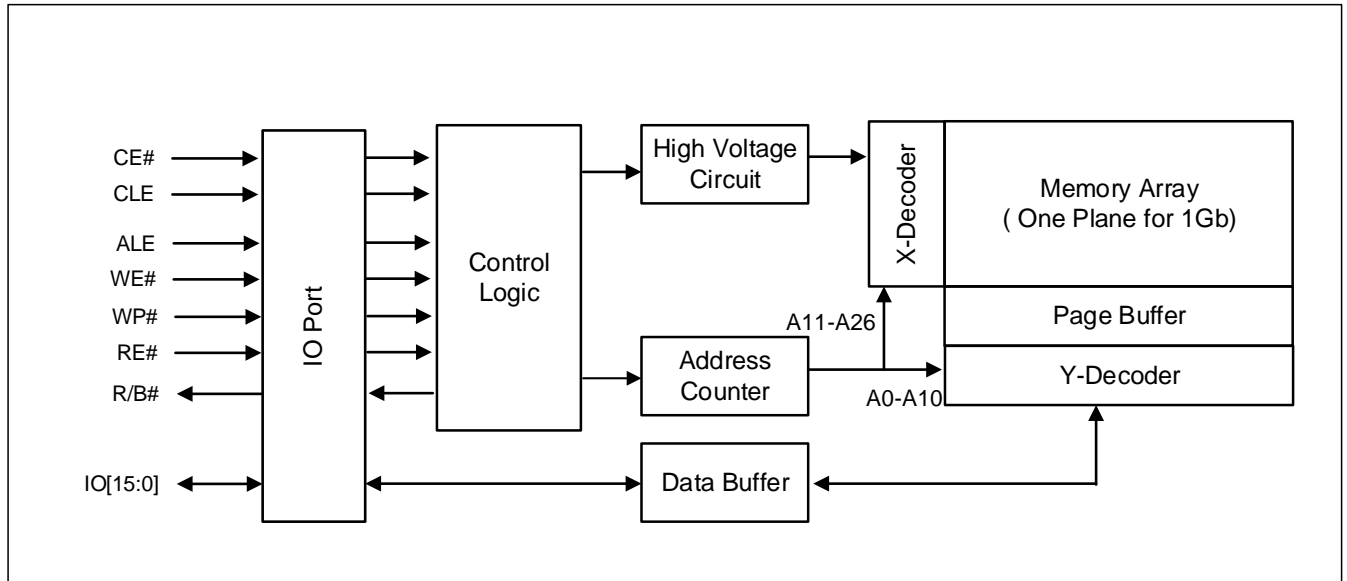 CE#
CLE
ALE
WE#
WP#
RE#
R/B#
IO[15:0]
IO Port
Control
Logic
High Voltage
Circuit
Address
Counter
Data Buffer
A11-A26
A0-A10
X-Decoder
Memory Array
( One Plane for 1Gb)
Page Buffer
Y-Decoder